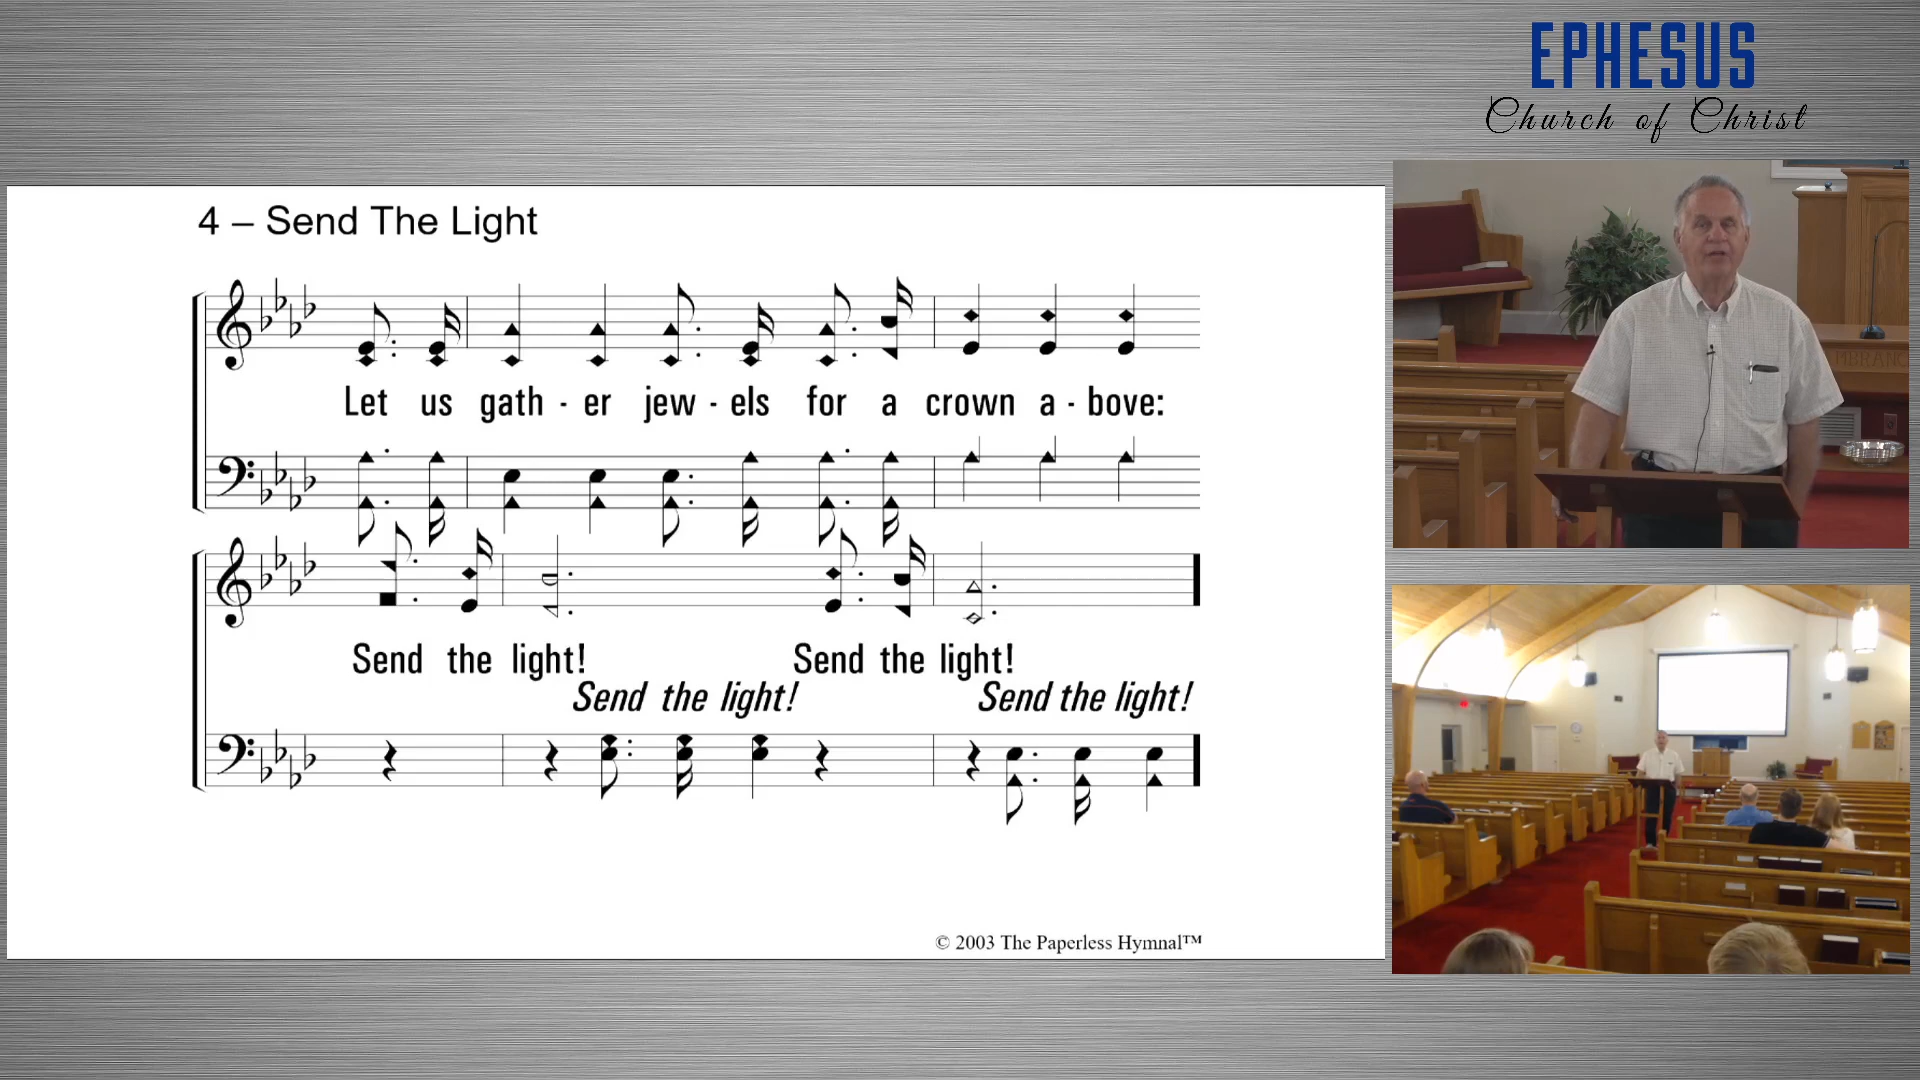 EPHESUS
Church of Christ
4 – Send The Light
Let us gath - er jew - els for a crown a - bove:
Send the light! Send the light!
Send the light! Send the light!
© 2003 The Paperless Hymnal™